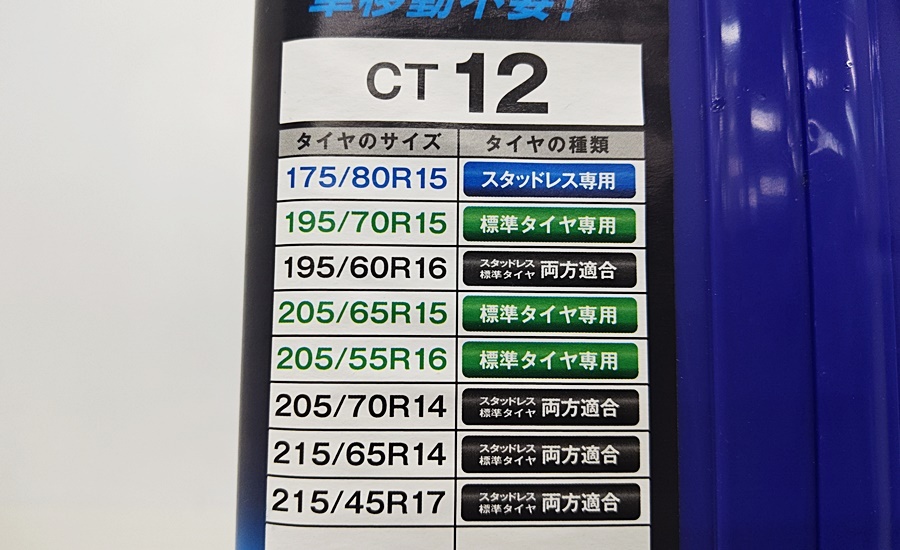 車移動不要!
CT 12
タイヤのサイズ タイヤの種類
175/80R15 スタッドレス専用
195/70R15 標準タイヤ専用
195/60R16 スタッドレス 標準タイヤ 両方適合
205/65R15 標準タイヤ専用
205/55R16 標準タイヤ専用
205/70R14 スタッドレス 標準タイヤ 両方適合
215/65R14 スタッドレス 標準タイヤ 両方適合
215/45R17 スタッドレス 標準タイヤ 両方適合